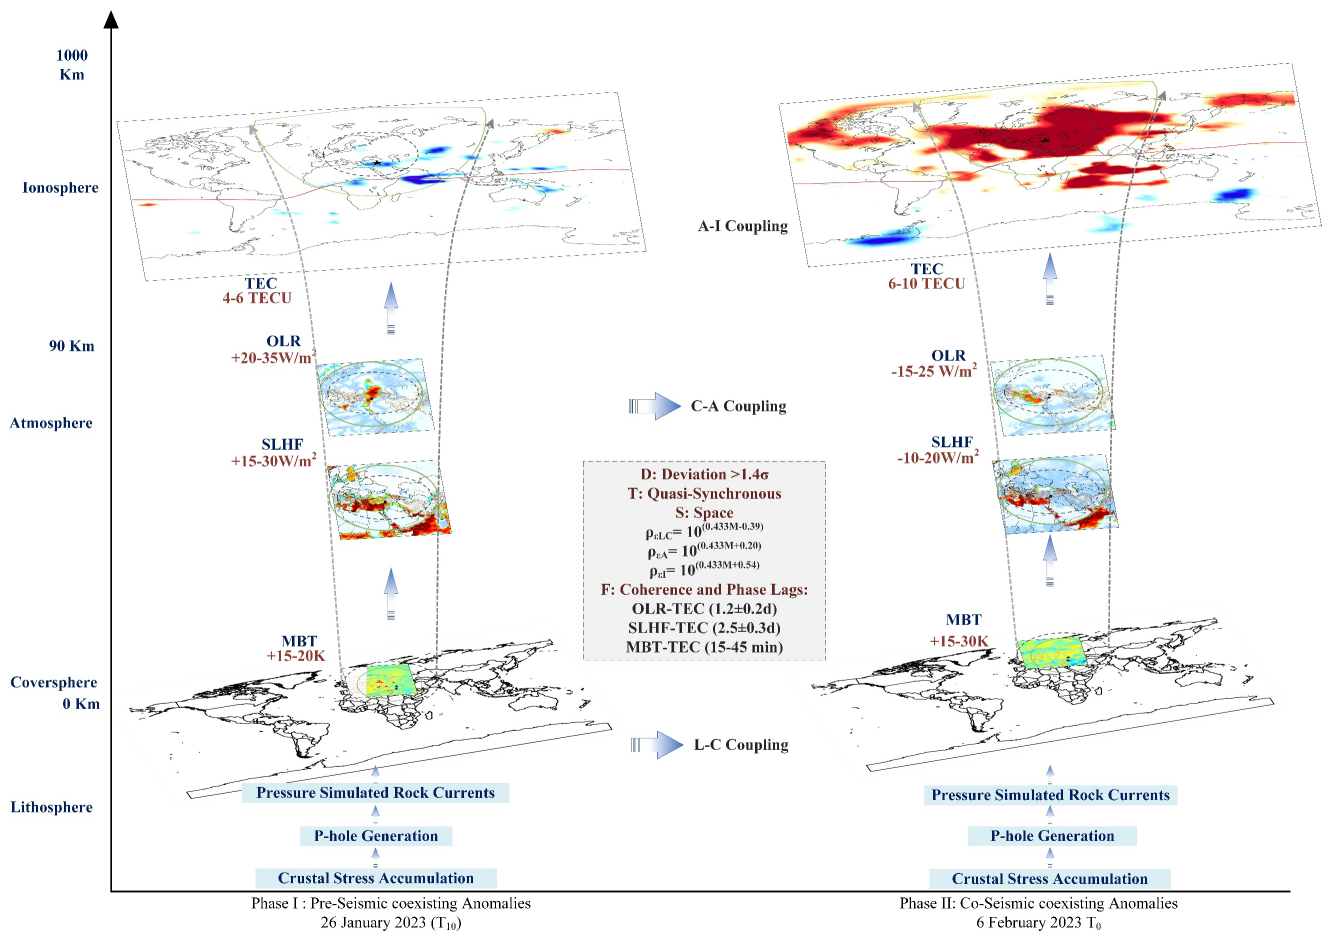 1000
Km
Ionosphere
90 Km
Atmosphere
Coversphere
0 Km
Lithosphere
TEC
4-6 TECU
OLR
+20-35W/m²
SLHF
+15-30W/m²
MBT
+15-20K
Pressure Simulated Rock Currents
P-hole Generation
Crustal Stress Accumulation
Phase I : Pre-Seismic coexisting Anomalies
26 January 2023 (T₁₀)
A-I Coupling
C-A Coupling
D: Deviation >1.4σ
T: Quasi-Synchronous
S: Space
ρεLC= 10^(0.433M-0.39)
ρεA= 10^(0.433M+0.20)
ρεI= 10^(0.433M+0.54)
F: Coherence and Phase Lags:
OLR-TEC (1.2±0.2d)
SLHF-TEC (2.5±0.3d)
MBT-TEC (15-45 min)
L-C Coupling
TEC
6-10 TECU
OLR
-15-25 W/m²
SLHF
-10-20W/m²
MBT
+15-30K
Pressure Simulated Rock Currents
P-hole Generation
Crustal Stress Accumulation
Phase II: Co-Seismic coexisting Anomalies
6 February 2023 T₀